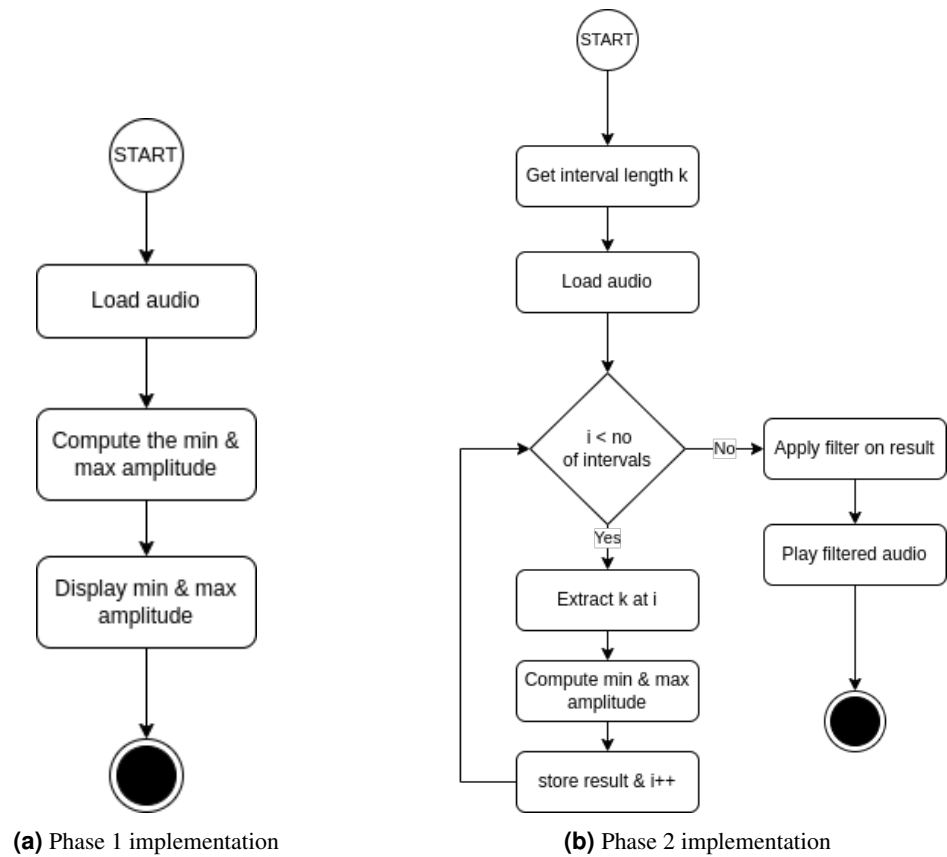 START
Load audio
Compute the min &
max amplitude
Display min & max
amplitude
(a) Phase 1 implementation
START
Get interval length k
Load audio
i < no
of intervals
No
Apply filter on result
Play filtered audio
Yes
Extract k at i
Compute min & max
amplitude
store result & i++
(b) Phase 2 implementation